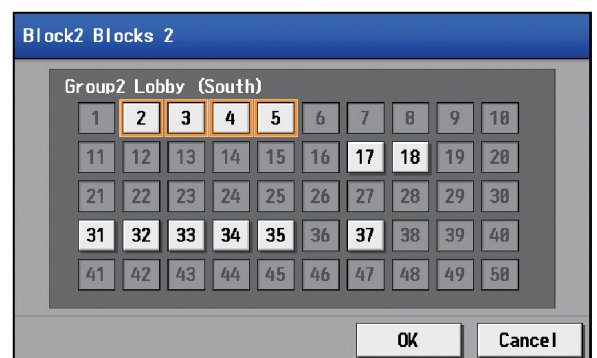 Block2 Blocks 2
Group2 Lobby (South)
1 2 3 4 5 6 7 8 9 10
11 12 13 14 15 16 17 18 19 20
21 22 23 24 25 26 27 28 29 30
31 32 33 34 35 36 37 38 39 40
41 42 43 44 45 46 47 48 49 50
OK Cancel